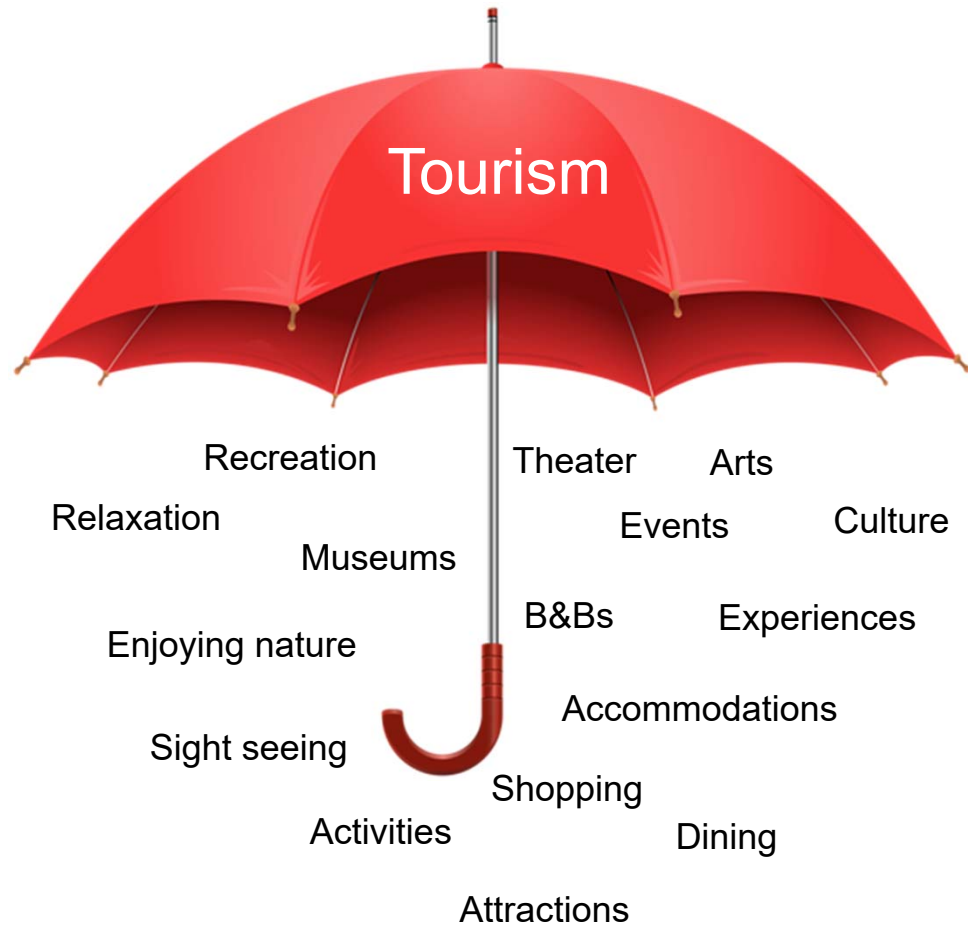 Tourism
Recreation
Theater
Arts
Relaxation
Events
Culture
Museums
B&Bs
Experiences
Enjoying nature
Accommodations
Sight seeing
Shopping
Activities
Dining
Attractions